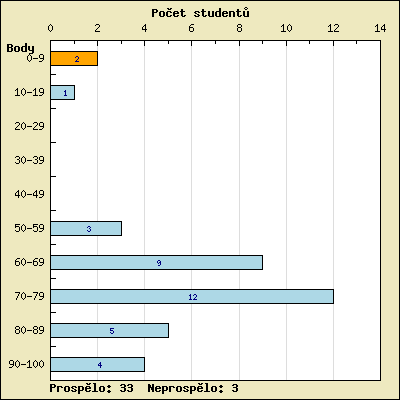 Počet studentů
0 2 4 6 8 10 12 14
Body
0-9 2
10-19 1
20-29
30-39
40-49
50-59 3
60-69 9
70-79 12
80-89 5
90-100 4
Prospělo: 33 Neprospělo: 3